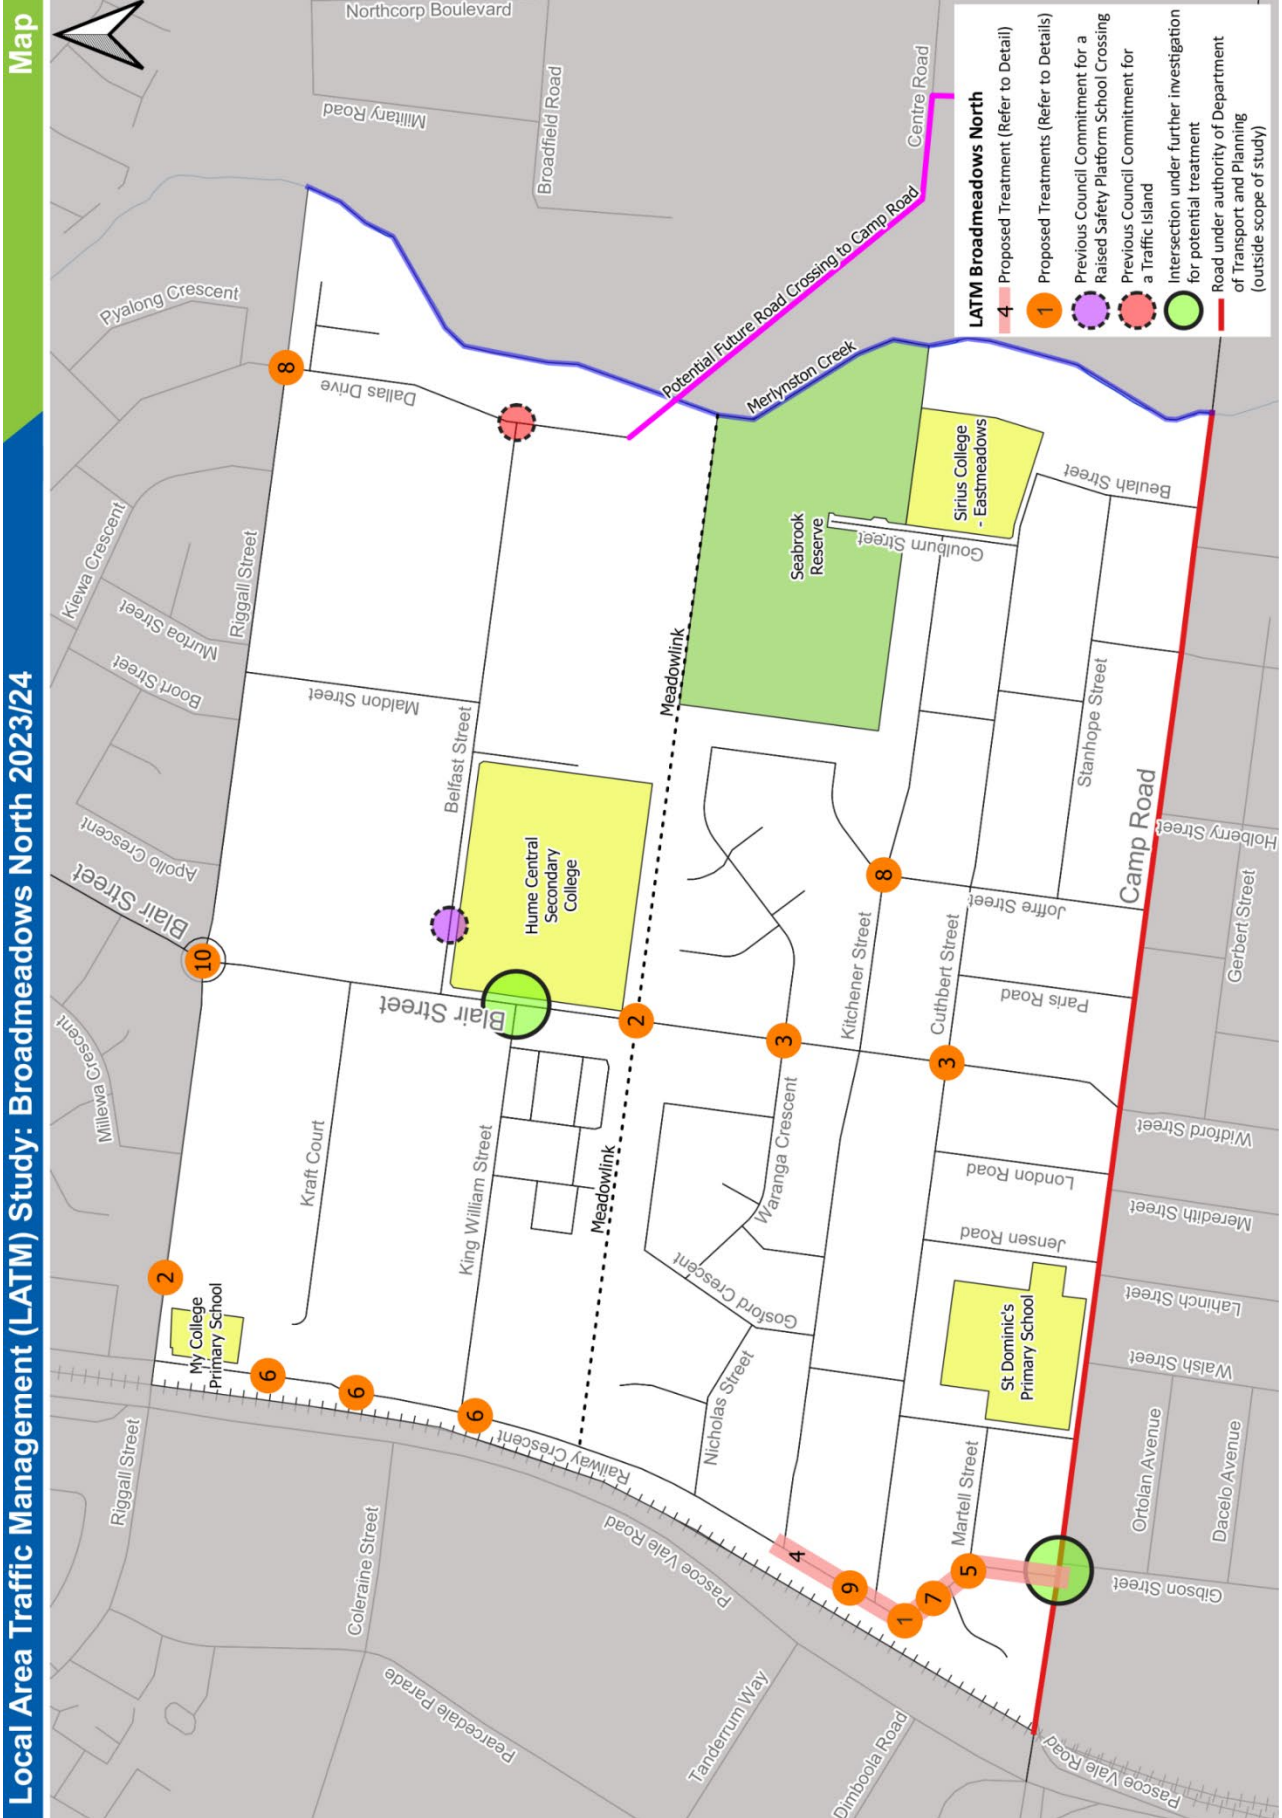 Local Area Traffic Management (LATM) Study: Broadmeadows North 2023/24
Map
Riggall Street
Coleraine Street
Pearcedale Parade
Tanderrum Way
Dimboola Road
Pascoe Vale Road
Pascoe Vale Road
Millewa Crescent
Blair Street
Apollo Crescent
Boort Street
Murtoa Street
Kiewa Crescent
Riggall Street
Pyalong Crescent
Northcorp Boulevard
Military Road
Broadfield Road
Centre Road
2
10
8
My College
Primary School
6
6
6
Kraft Court
King William Street
Railway Crescent
Blair Street
Maldon Street
Belfast Street
Dallas Drive
Hume Central
Secondary
College
Meadowlink
2
Meadowlink
Potential Future Road Crossing to Camp Road
Merlynston Creek
Seabrook
Reserve
Sirius College
- Eastmeadows
Goulburn Street
Beulah Street
Nicholas Street
Gosford Crescent
Waranga Crescent
3
Kitchener Street
8
4
9
1
7
5
Martell Street
St Dominic's
Primary School
Jensen Road
London Road
3
Cuthbert Street
Paris Road
Joffre Street
Stanhope Street
Camp Road
Gibson Street
Ortolan Avenue
Dacelo Avenue
Walsh Street
Lahinch Street
Meredith Street
Widford Street
Gerbert Street
Holberry Street
LATM Broadmeadows North
4 Proposed Treatment (Refer to Detail)
1 Proposed Treatments (Refer to Details)
Previous Council Commitment for a
Raised Safety Platform School Crossing
Previous Council Commitment for
a Traffic Island
Intersection under further investigation
for potential treatment
Road under authority of Department
of Transport and Planning
(outside scope of study)